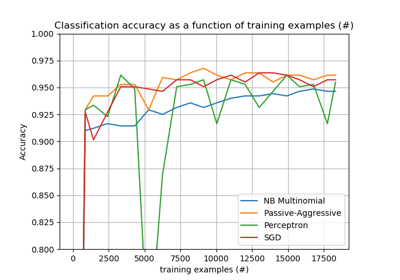 Classification accuracy as a function of training examples (#)
1.000
0.975
0.950
0.925
0.900
0.875
0.850
0.825
0.800
Accuracy
NB Multinomial
Passive-Aggressive
Perceptron
SGD
0 2500 5000 7500 10000 12500 15000 17500
training examples (#)